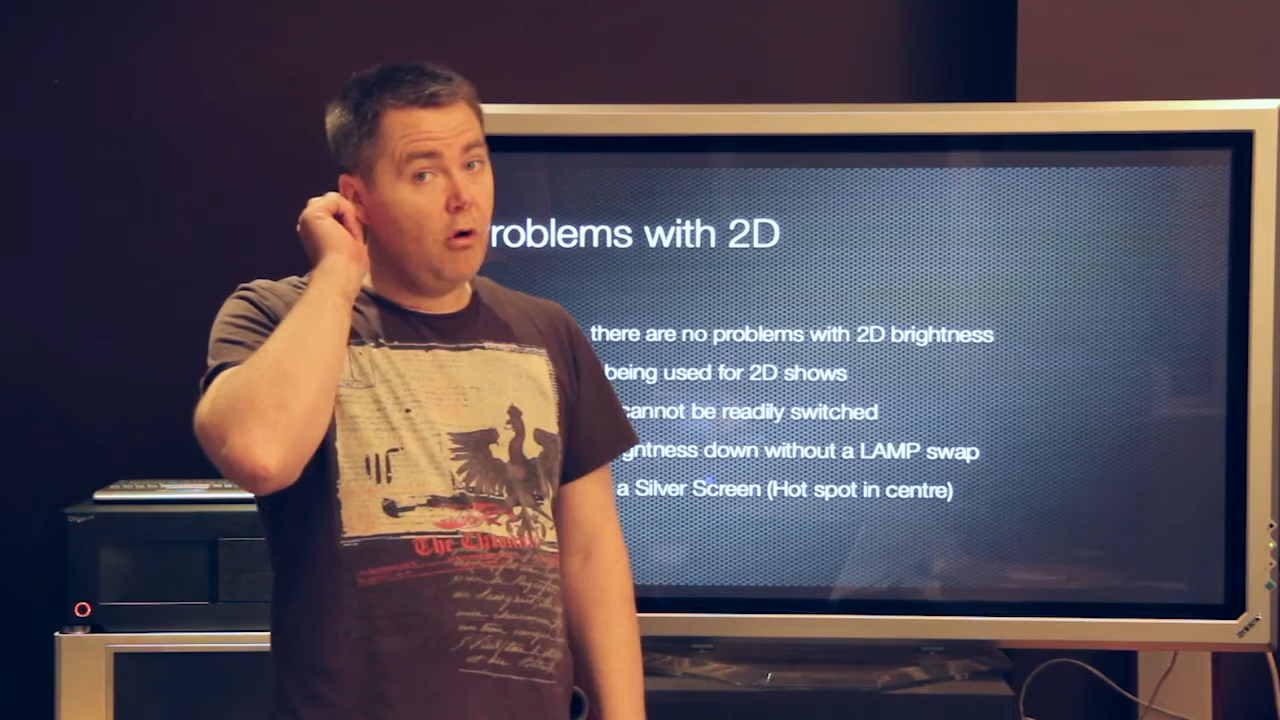 roblems with 2D
there are no problems with 2D brightness
being used for 2D shows
cannot be readily switched
ghtness down without a LAMP swap
a Silver Screen (Hot spot in centre)
The